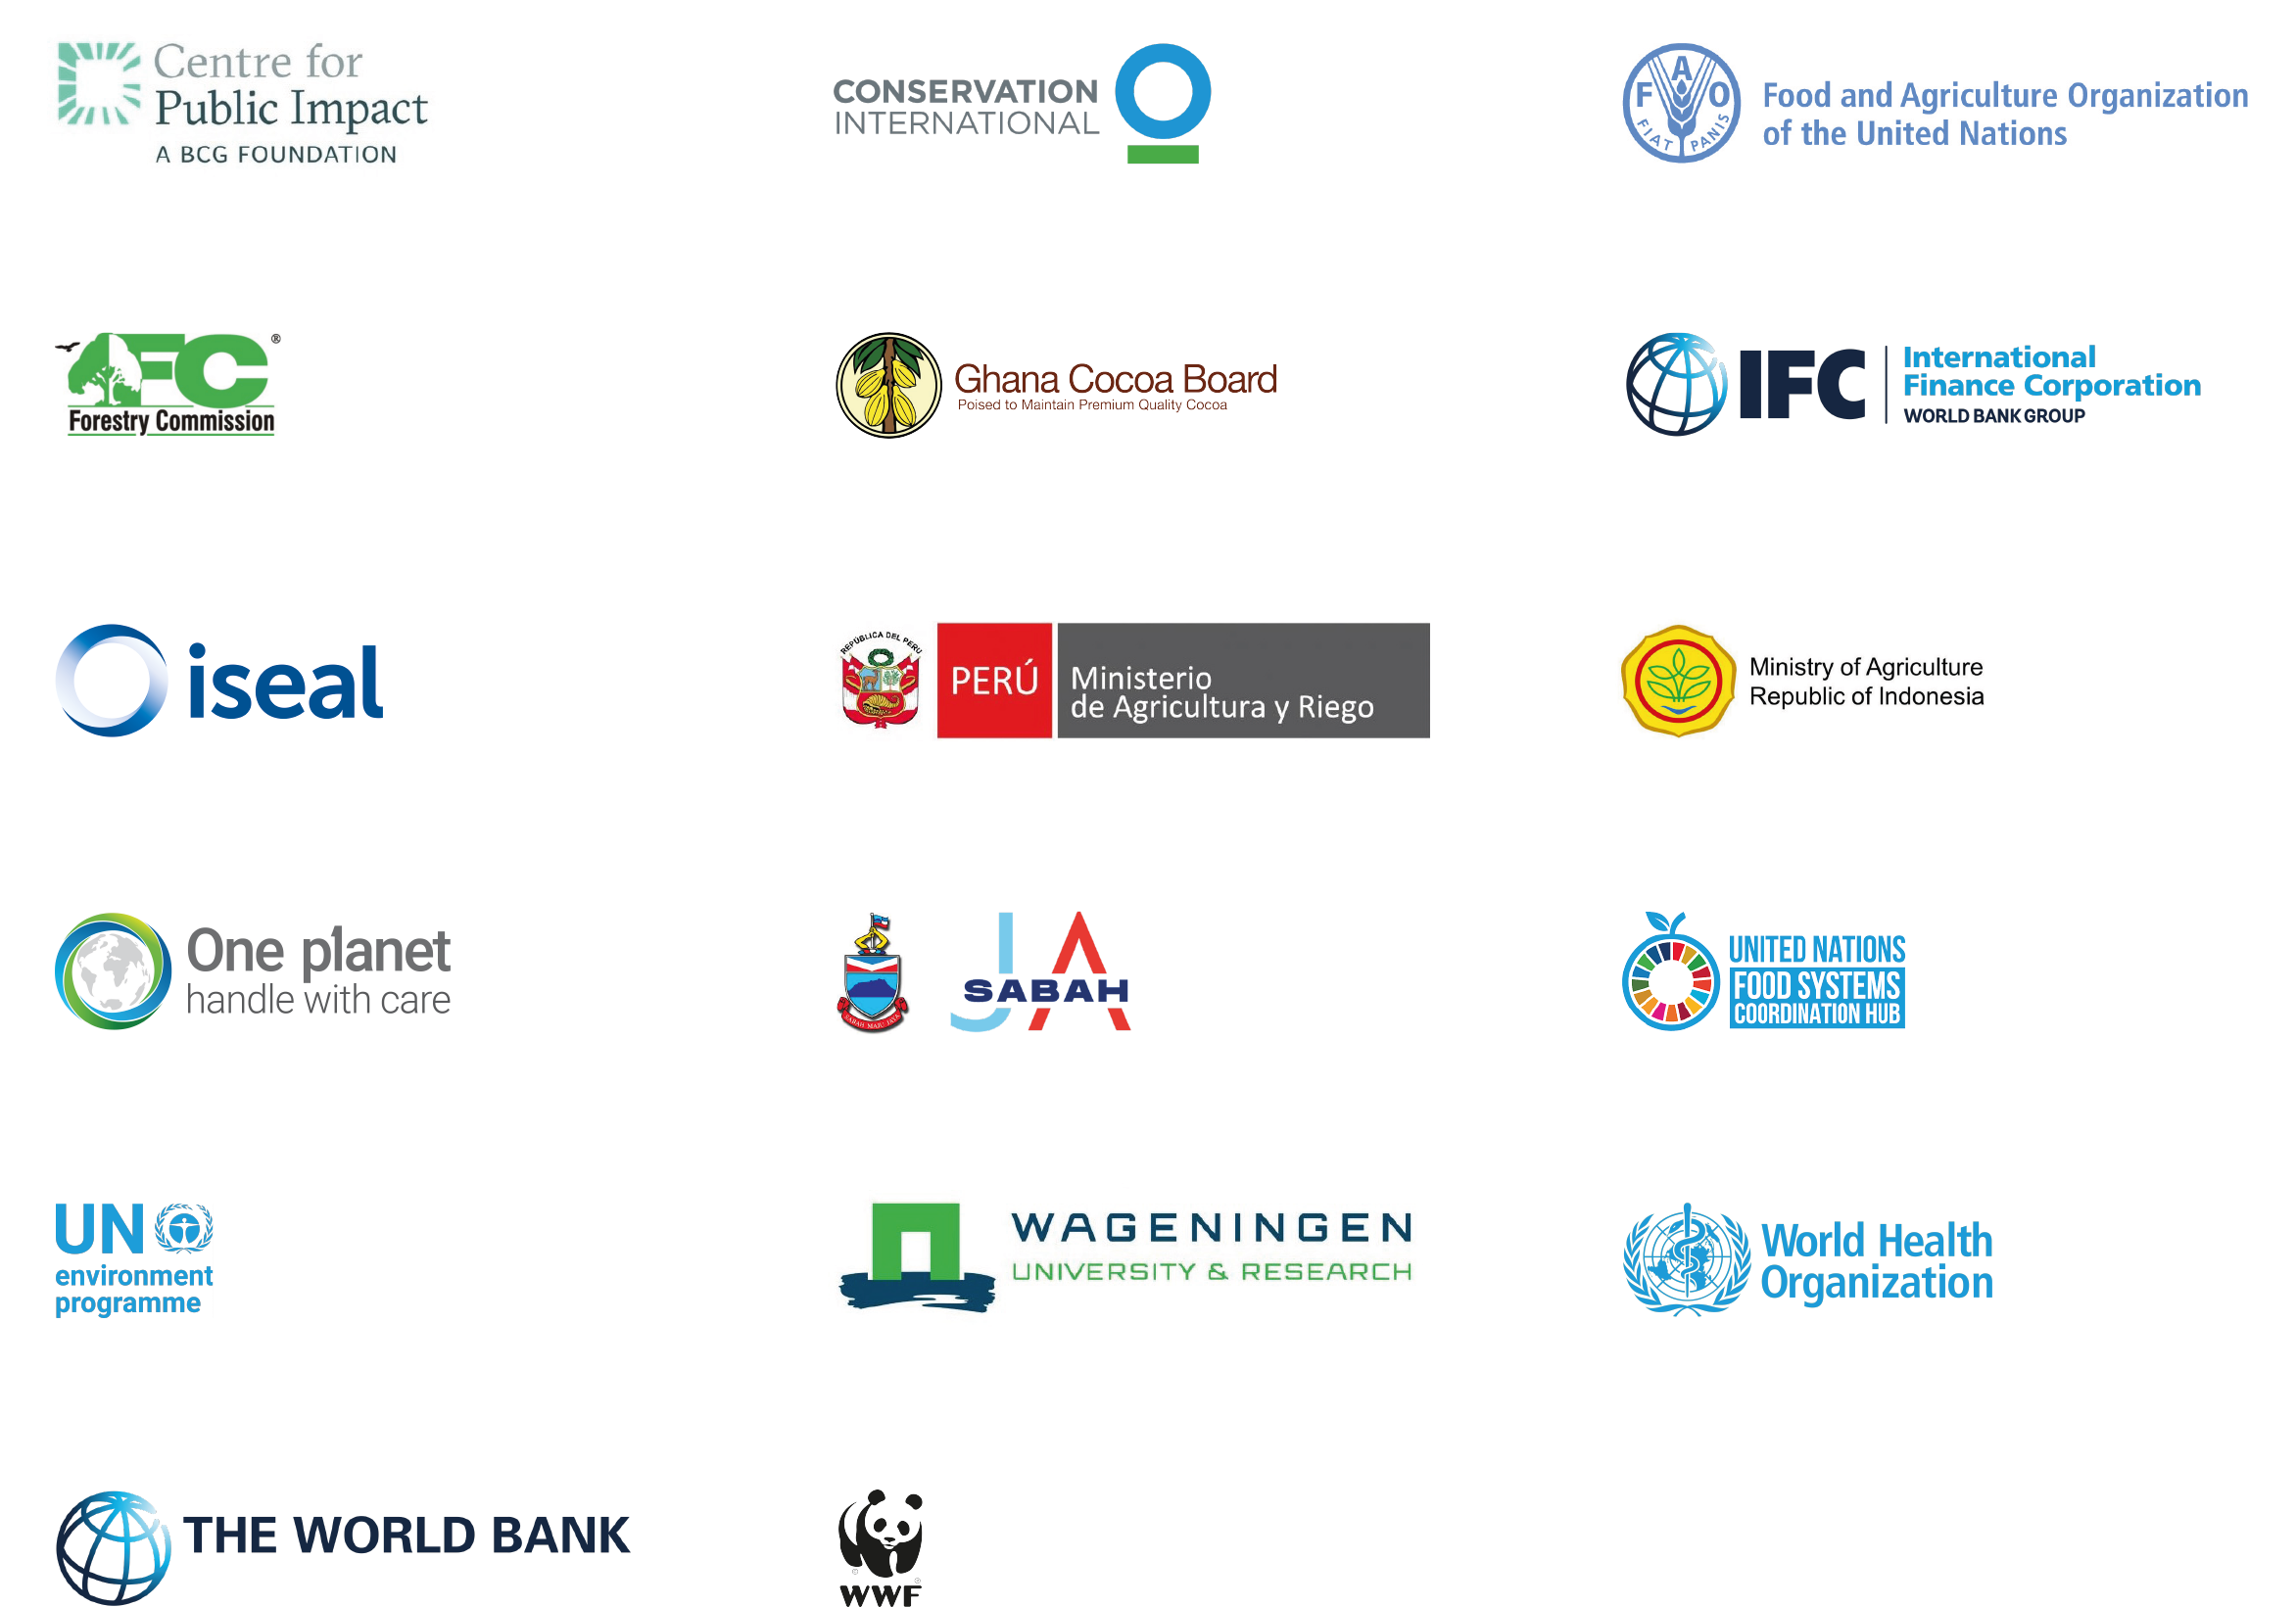 Centre for
Public Impact
A BCG FOUNDATION
CONSERVATION
INTERNATIONAL
F A O
FIAT PANIS
Food and Agriculture Organization
of the United Nations
FC®
Forestry Commission
Ghana Cocoa Board
Poised to Maintain Premium Quality Cocoa
IFC
International
Finance Corporation
WORLD BANK GROUP
iseal
REPÚBLICA DEL PERÚ
PERÚ
Ministerio
de Agricultura y Riego
Ministry of Agriculture
Republic of Indonesia
One planet
handle with care
SABAH MAJU JAYA
JA
SABAH
UNITED NATIONS
FOOD SYSTEMS
COORDINATION HUB
UN
environment
programme
WAGENINGEN
UNIVERSITY & RESEARCH
World Health
Organization
THE WORLD BANK
© ®
WWF